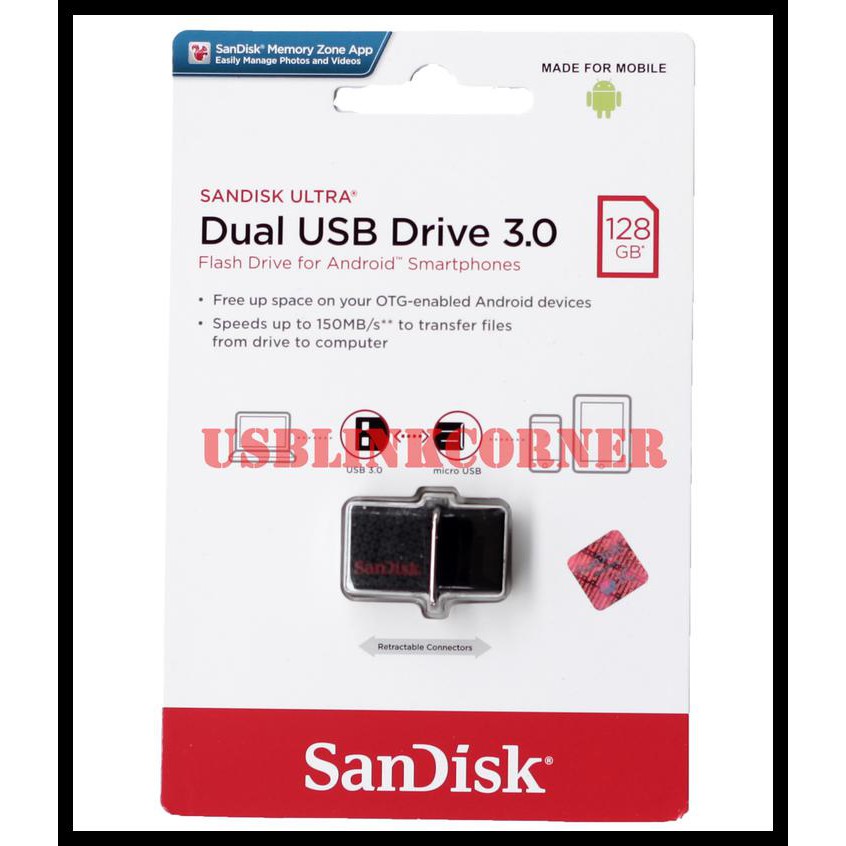 SanDisk® Memory Zone App
Easily Manage Photos and Videos
MADE FOR MOBILE
SANDISK ULTRA®
Dual USB Drive 3.0
Flash Drive for Android™ Smartphones
128
GB*
• Free up space on your OTG-enabled Android devices
• Speeds up to 150MB/s** to transfer files
from drive to computer
USBLINKCORNER
USB 3.0
micro USB
SanDisk
Retractable Connectors
SanDisk®